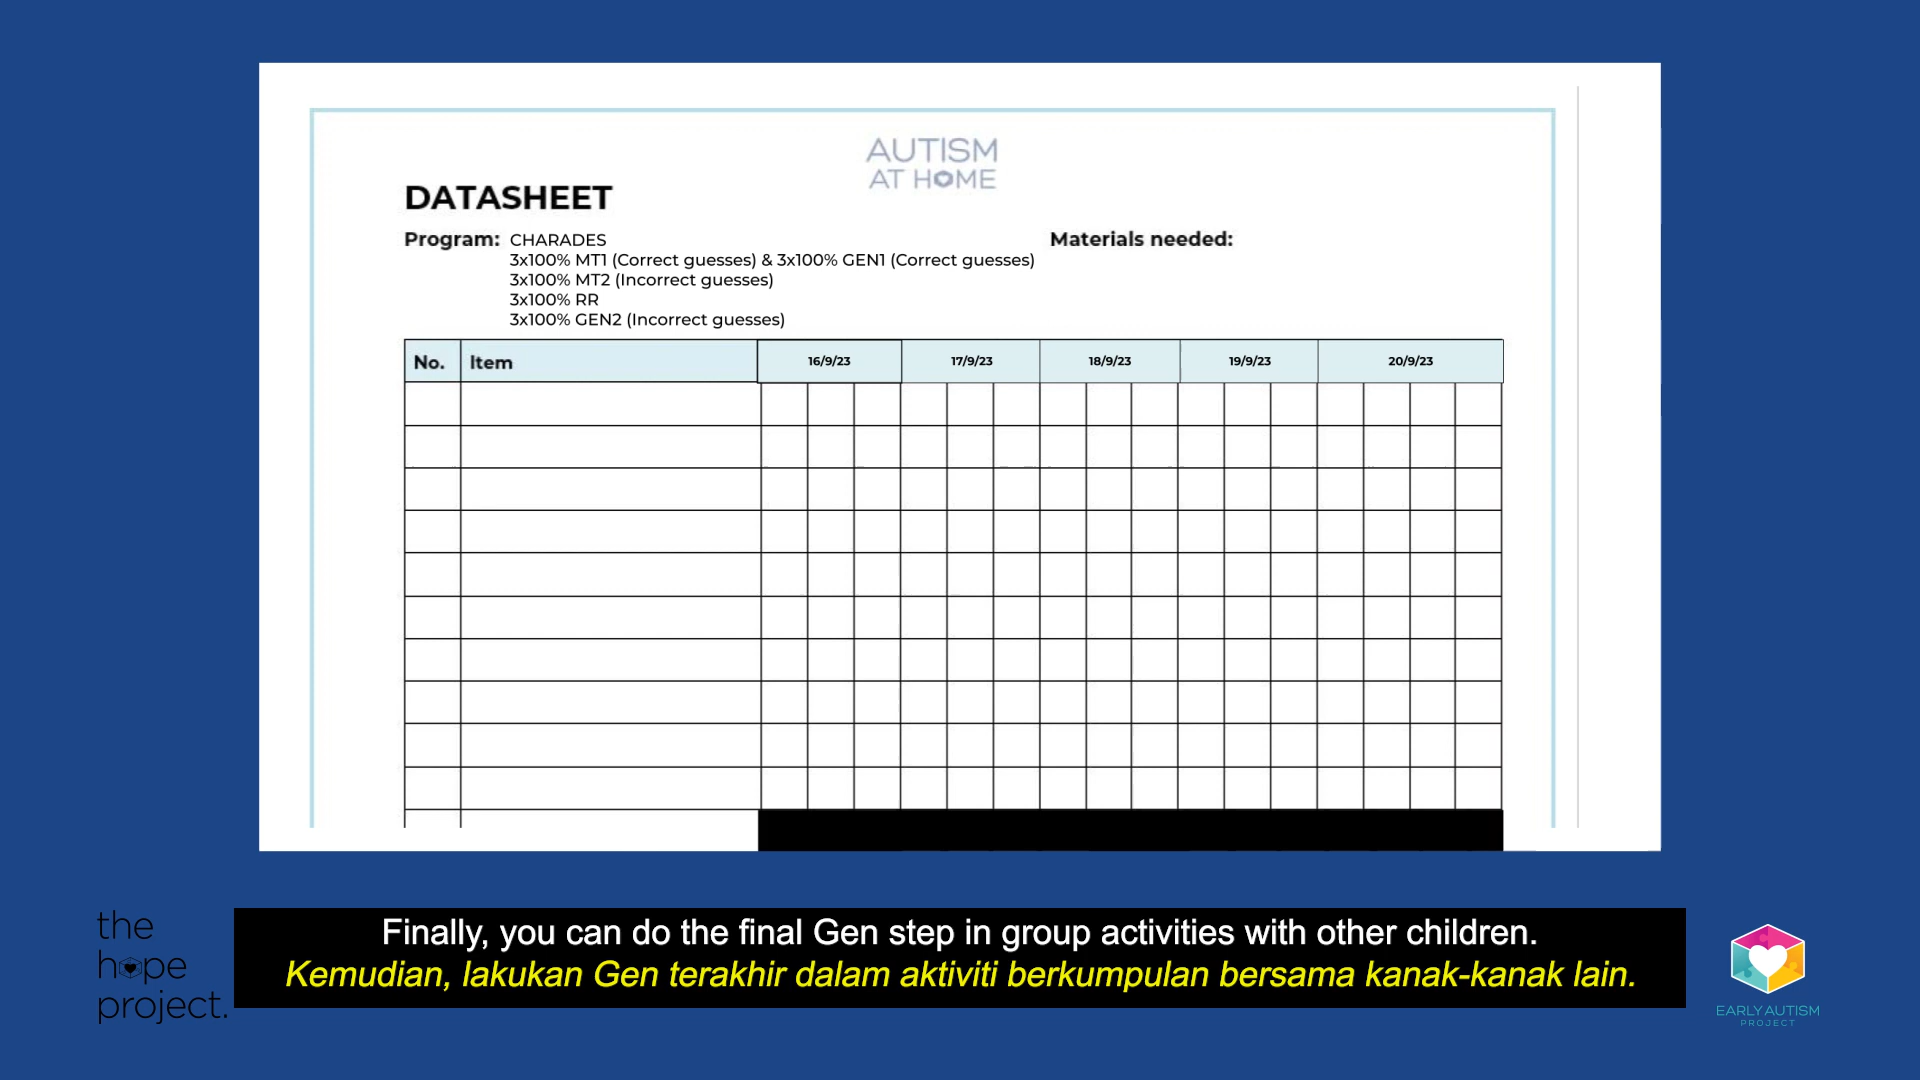 AUTISM
AT HOME
DATASHEET
Program: CHARADES
3x100% MT1 (Correct guesses) & 3x100% GEN1 (Correct guesses)
3x100% MT2 (Incorrect guesses)
3x100% RR
3x100% GEN2 (Incorrect guesses)
Materials needed:
No. Item 16/9/23 17/9/23 18/9/23 19/9/23 20/9/23
the
hope
project.
Finally, you can do the final Gen step in group activities with other children.
Kemudian, lakukan Gen terakhir dalam aktiviti berkumpulan bersama kanak-kanak lain.
EARLY AUTISM
PROJECT